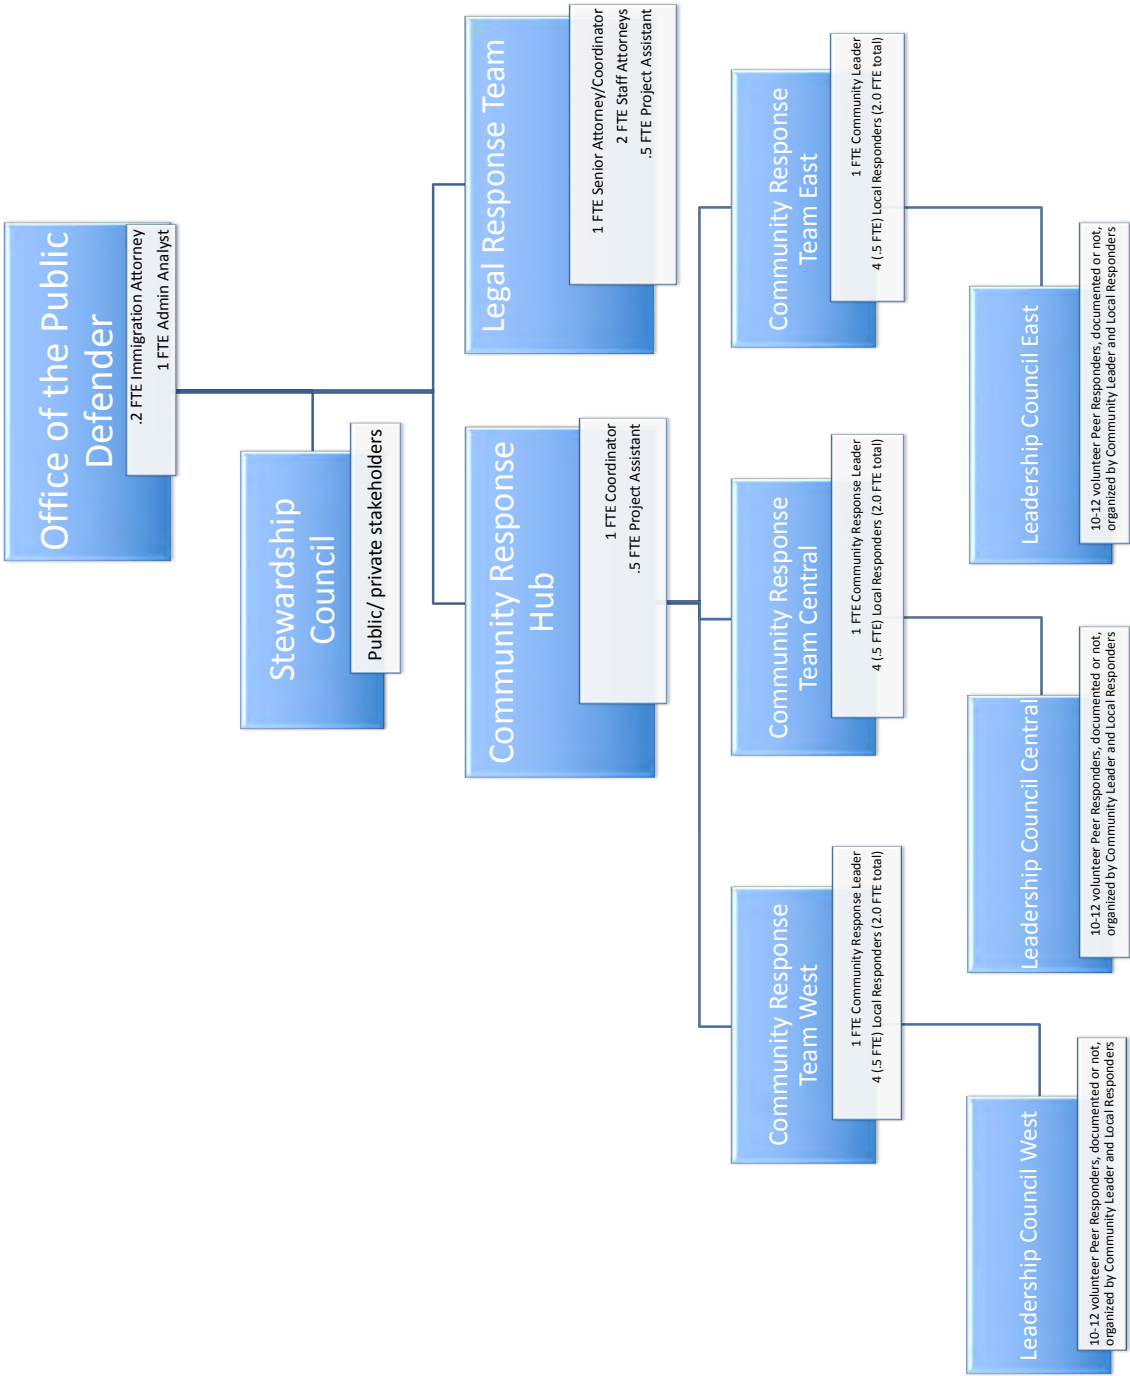 Office of the Public
Defender
.2 FTE Immigration Attorney
1 FTE Admin Analyst
Stewardship
Council
Public/ private stakeholders
Community Response
Hub
1 FTE Coordinator
.5 FTE Project Assistant
Legal Response Team
1 FTE Senior Attorney/Coordinator
2 FTE Staff Attorneys
.5 FTE Project Assistant
Community Response
Team West
1 FTE Community Response Leader
4 (.5 FTE) Local Responders (2.0 FTE total)
Community Response
Team Central
1 FTE Community Response Leader
4 (.5 FTE) Local Responders (2.0 FTE total)
Community Response
Team East
1 FTE Community Leader
4 (.5 FTE) Local Responders (2.0 FTE total)
Leadership Council West
10-12 volunteer Peer Responders, documented or not,
organized by Community Leader and Local Responders
Leadership Council Central
10-12 volunteer Peer Responders, documented or not,
organized by Community Leader and Local Responders
Leadership Council East
10-12 volunteer Peer Responders, documented or not,
organized by Community Leader and Local Responders